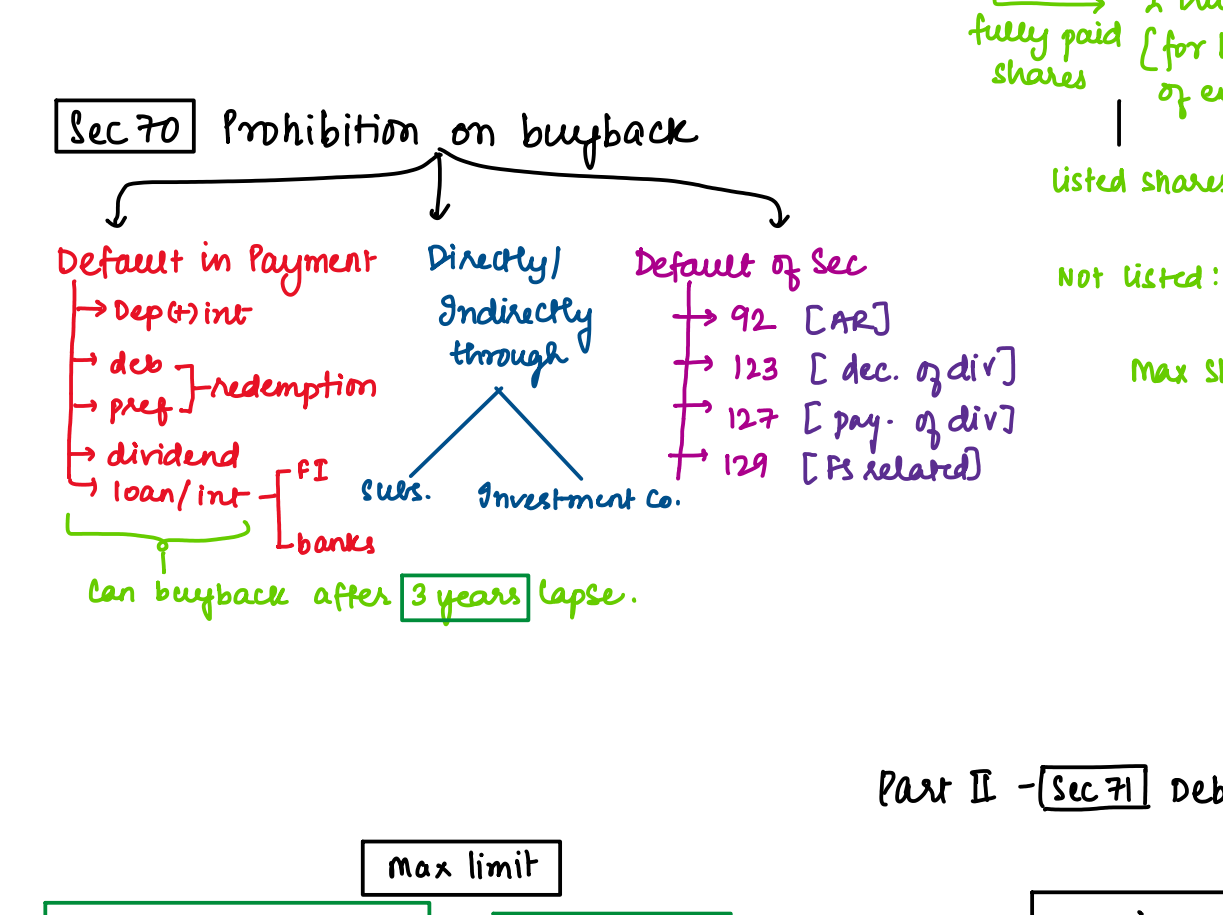 fully paid
shares
[for
of
Sec 70 Prohibition on buyback
Listed shares
Default in Payment
→ Dep(+) int
→ deb
→ pref
redemption
→ dividend
→ loan/int
FI
banks
Can buyback after 3 years lapse.
Directly/
Indirectly
through
Subs.
Investment Co.
Default of Sec
→ 92 [AR]
→ 123 [dec. of div]
→ 127 [pay. of div]
→ 129 [FS related]
Not listed:
Max
Part II - Sec 71 Deb
Max limit